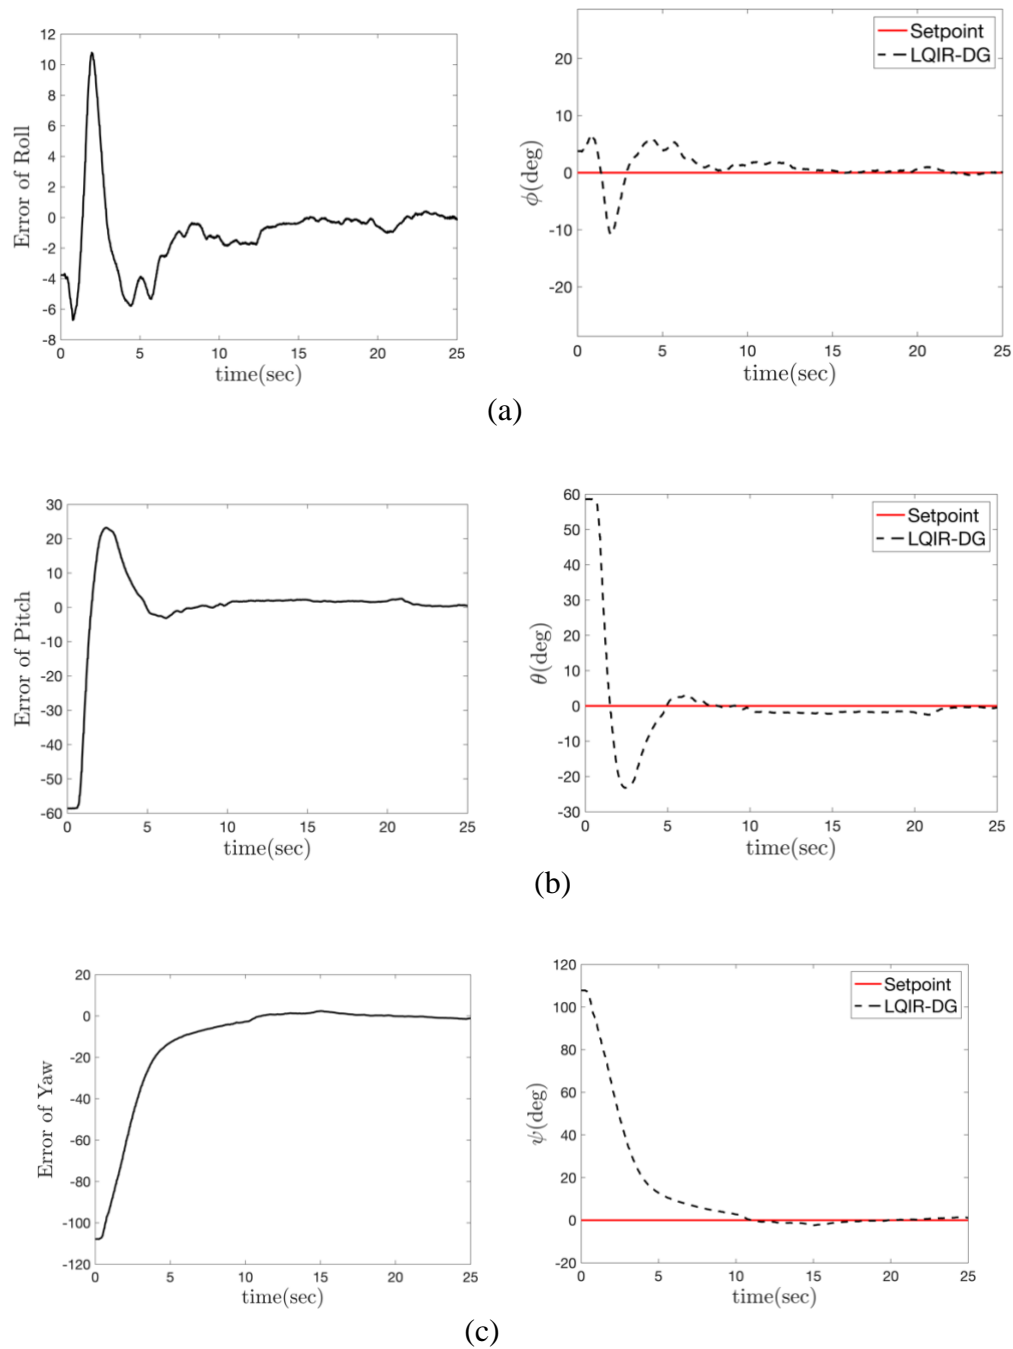 12
10
8
6
4
2
0
-2
-4
-6
-8
0 5 10 15 20 25
Error of Roll
time(sec)
Setpoint
LQIR-DG
20
10
0
-10
-20
0 5 10 15 20 25
ϕ(deg)
time(sec)
(a)
30
20
10
0
-10
-20
-30
-40
-50
-60
0 5 10 15 20 25
Error of Pitch
time(sec)
Setpoint
LQIR-DG
60
50
40
30
20
10
0
-10
-20
-30
0 5 10 15 20 25
θ(deg)
time(sec)
(b)
20
0
-20
-40
-60
-80
-100
-120
0 5 10 15 20 25
Error of Yaw
time(sec)
Setpoint
LQIR-DG
120
100
80
60
40
20
0
-20
0 5 10 15 20 25
ψ(deg)
time(sec)
(c)